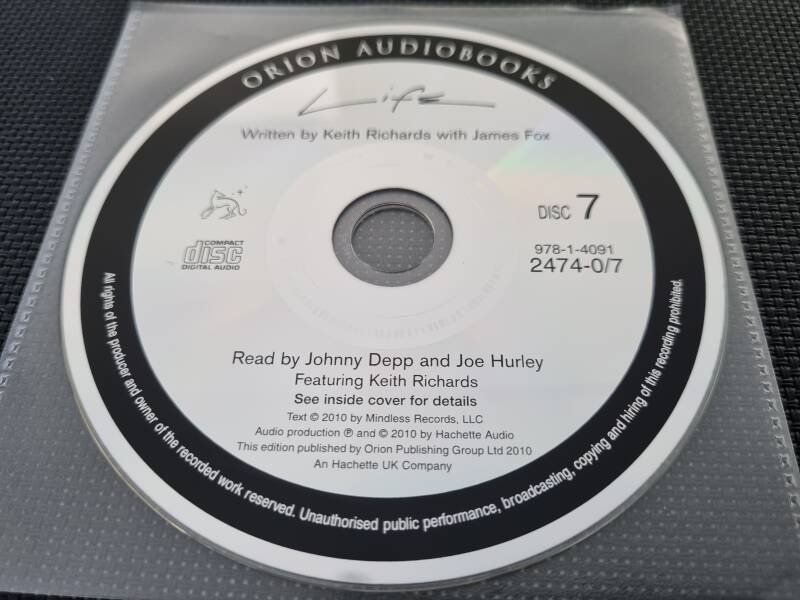 ORION AUDIOBOOKS
Life
Written by Keith Richards with James Fox
DISC 7
COMPACT
disc
DIGITAL AUDIO
978-1-4091
2474-0/7
Read by Johnny Depp and Joe Hurley
Featuring Keith Richards
See inside cover for details
Text © 2010 by Mindless Records, LLC
Audio production ℗ and © 2010 by Hachette Audio
This edition published by Orion Publishing Group Ltd 2010
An Hachette UK Company
All rights of the producer and owner of the recorded work reserved. Unauthorised public performance, broadcasting, copying and hiring of this recording prohibited.